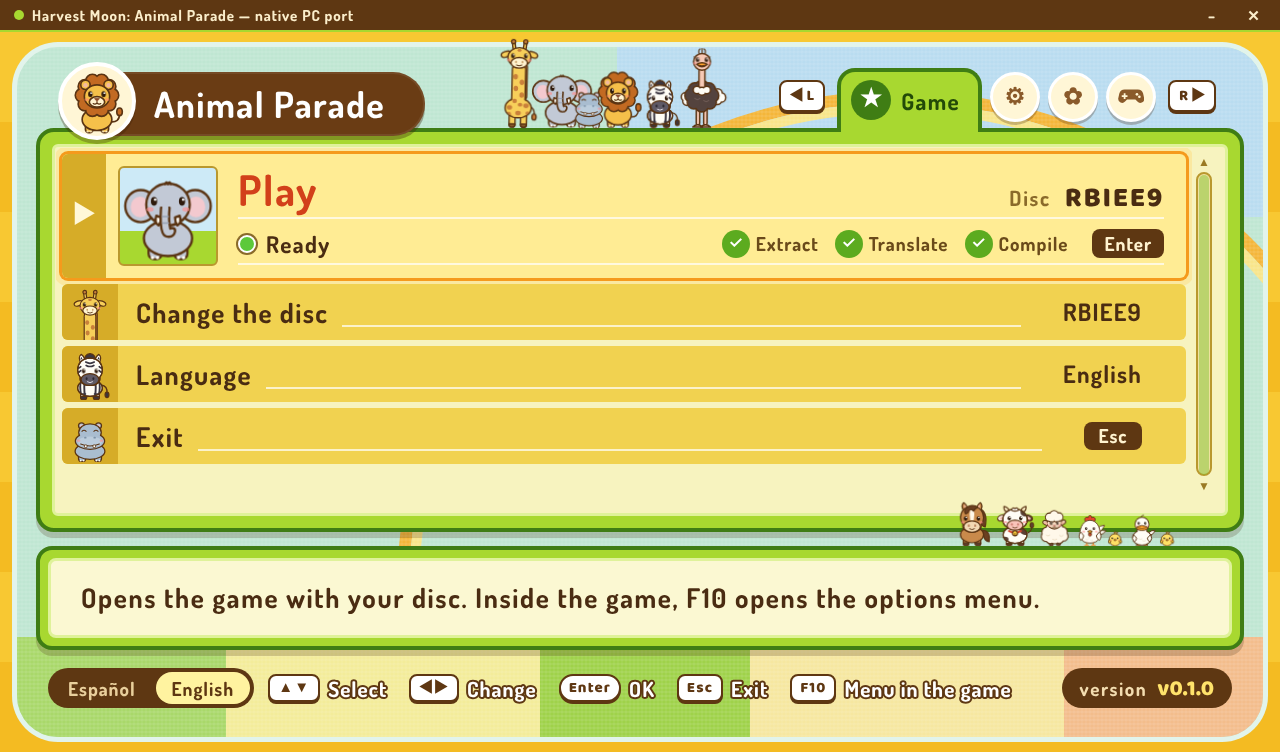 Harvest Moon: Animal Parade — native PC port
Animal Parade
L
Game
R
Play
Disc RBIEE9
Ready
Extract
Translate
Compile
Enter
Change the disc
RBIEE9
Language
English
Exit
Esc
Opens the game with your disc. Inside the game, F10 opens the options menu.
Español English
Select
Change
Enter OK
Esc Exit
F10 Menu in the game
version v0.1.0